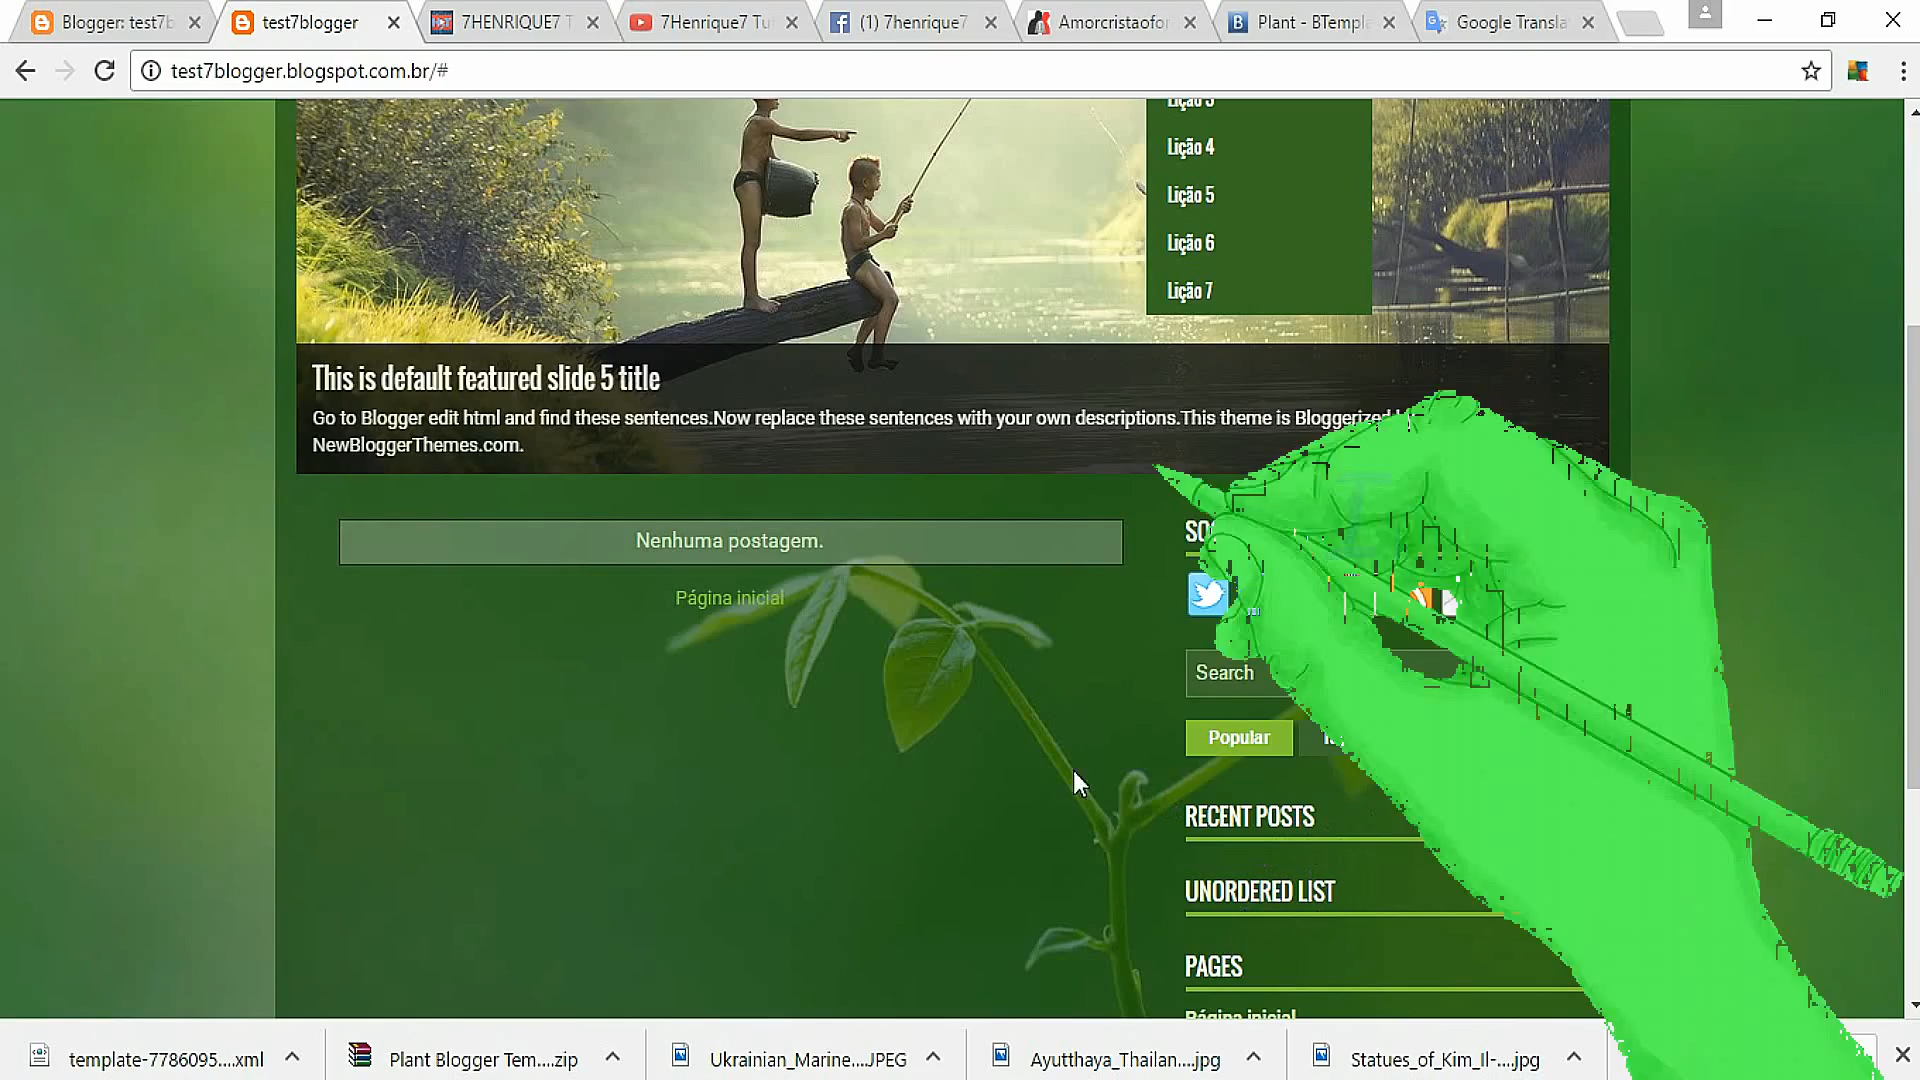 Blogger: test7b
test7blogger
7HENRIQUE7 T
7Henrique7 Tu
(1) 7henrique7
Amorcristaofor
Plant - BTempl
Google Transla
test7blogger.blogspot.com.br/#
Lição 4
Lição 5
Lição 6
Lição 7
This is default featured slide 5 title
Go to Blogger edit html and find these sentences.Now replace these sentences with your own descriptions.This theme is Bloggerized
NewBloggerThemes.com.
Nenhuma postagem.
Página inicial
Search
Popular
RECENT POSTS
UNORDERED LIST
PAGES
Página inicial
template-7786095....xml
Plant Blogger Tem....zip
Ukrainian_Marine....JPEG
Ayutthaya_Thailan....jpg
Statues_of_Kim_Il-....jpg